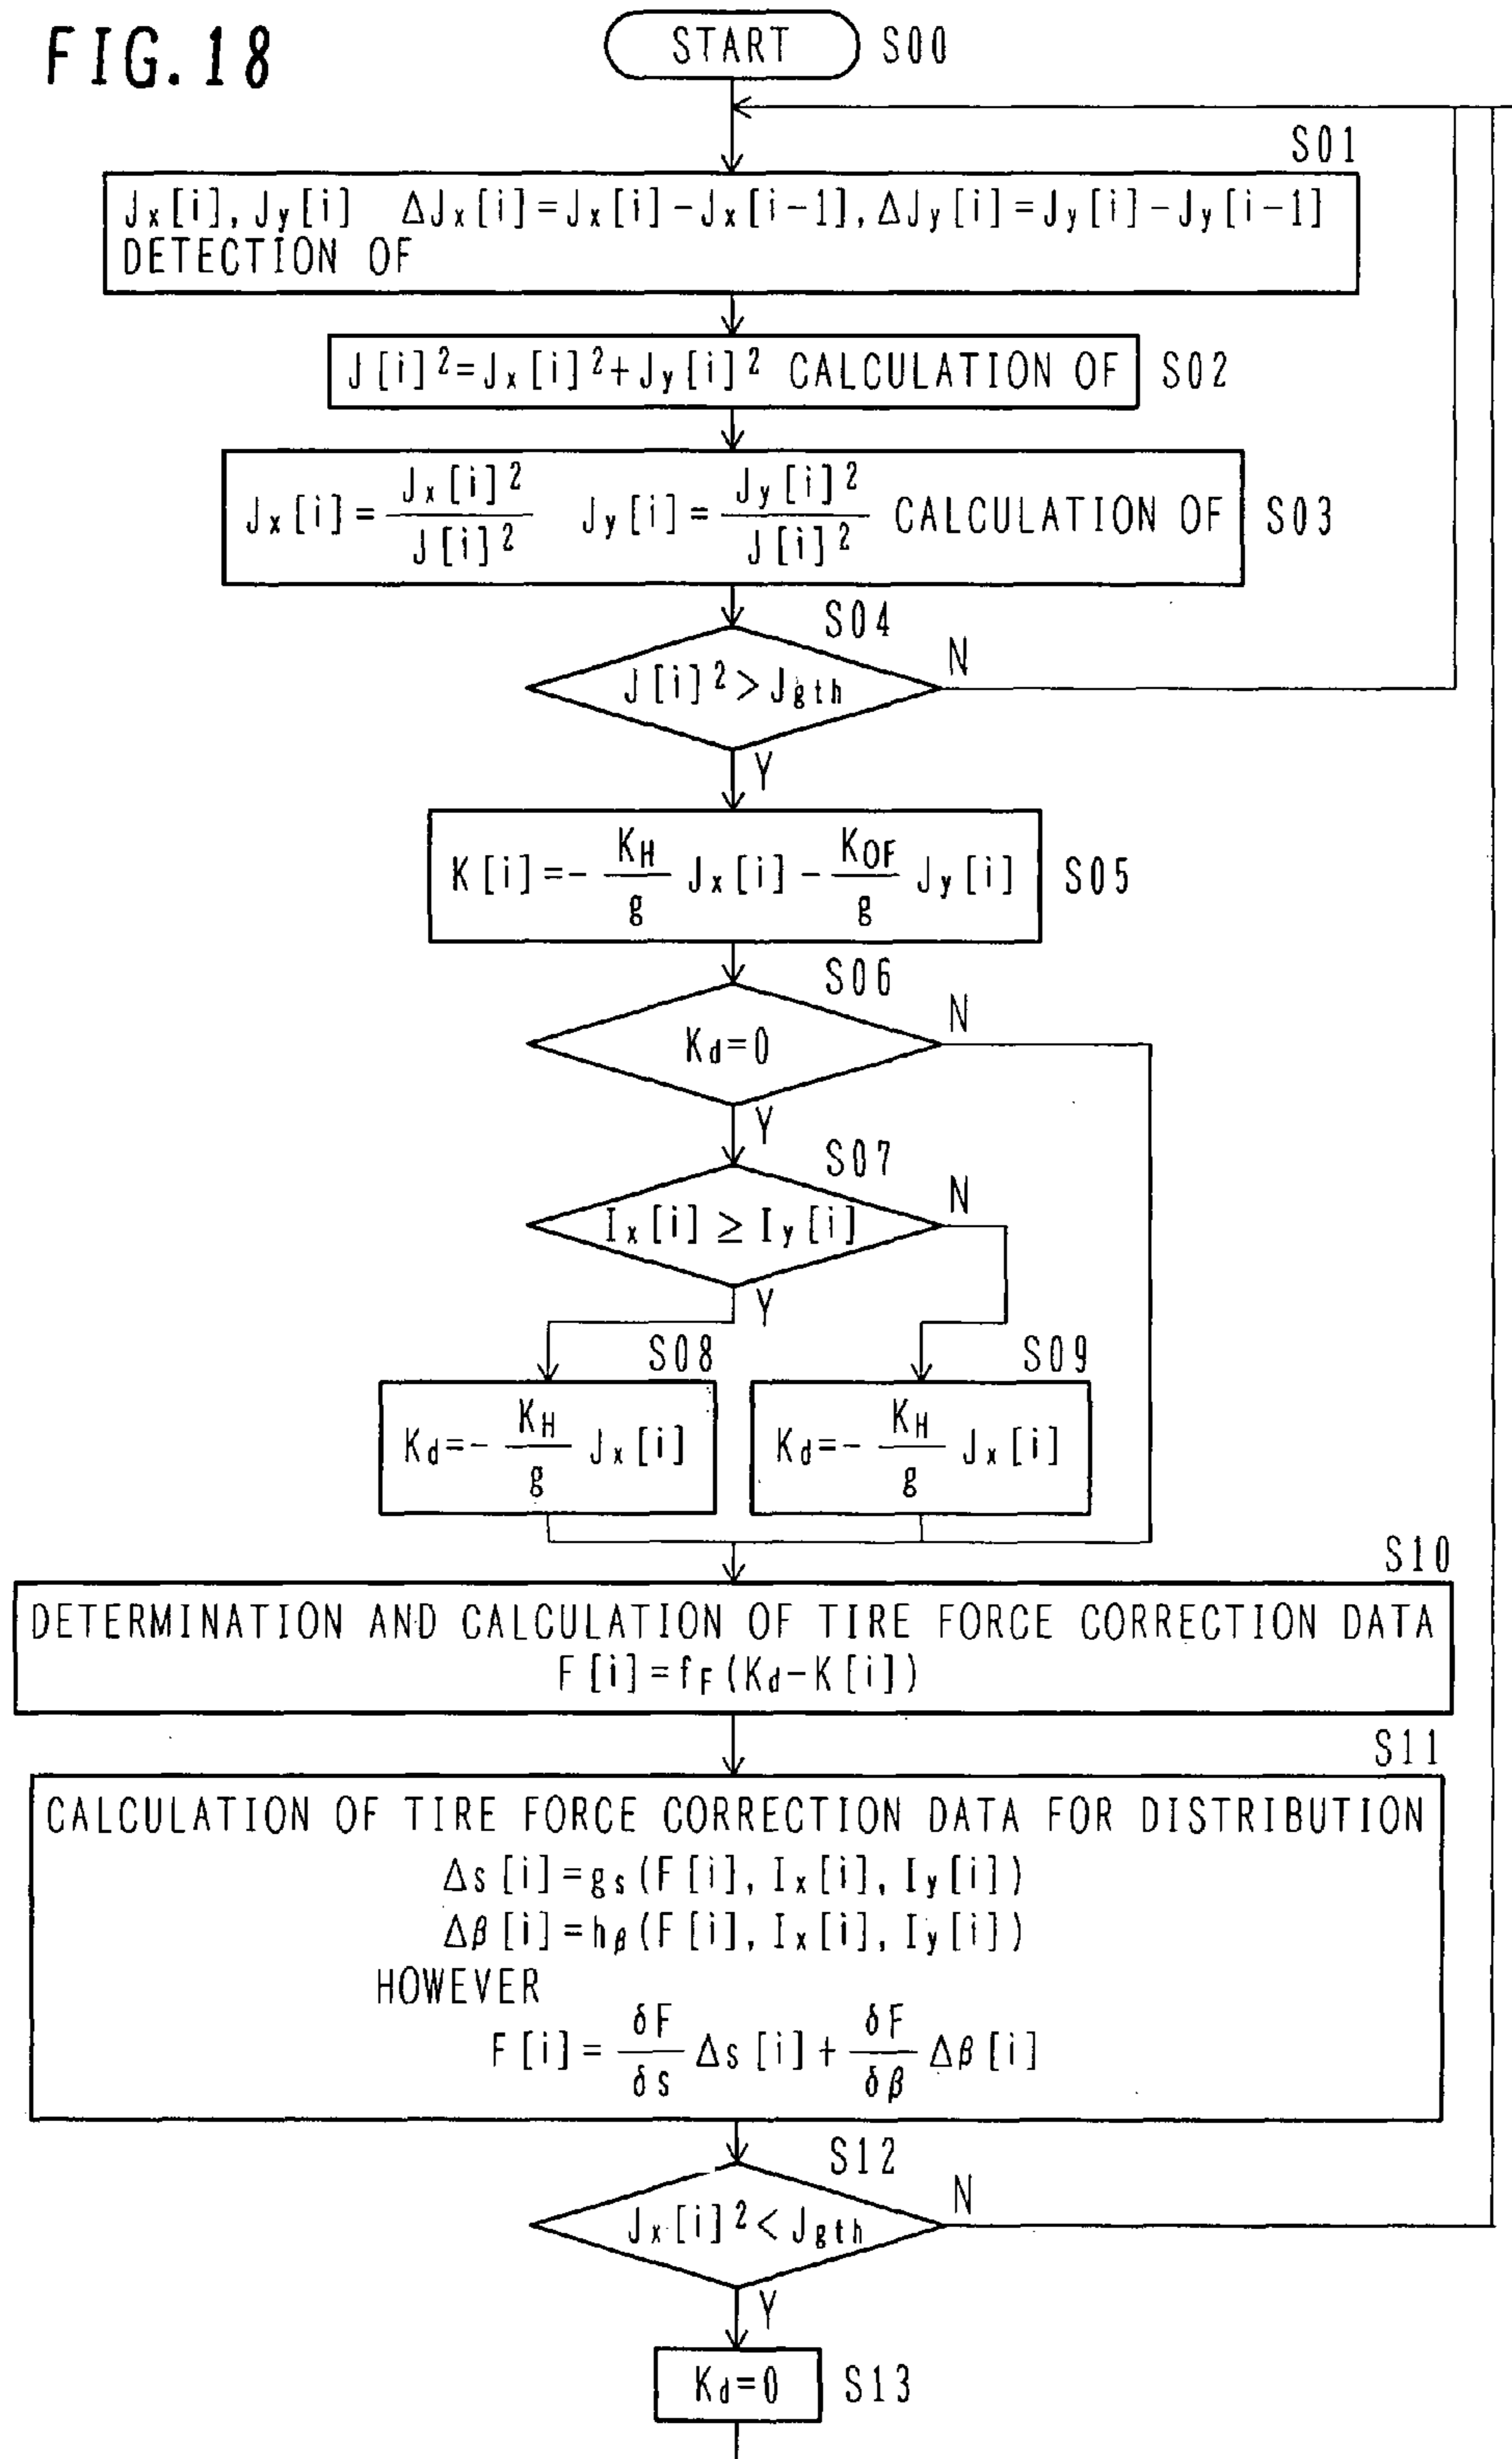 FIG.18
START S00
S01
Jx[i], Jy[i] ΔJx[i]=Jx[i]-Jx[i-1], ΔJy[i]=Jy[i]-Jy[i-1]
DETECTION OF
J[i]²=Jx[i]²+Jy[i]² CALCULATION OF S02
Jx[i]=Jx[i]²/J[i]² Jy[i]=Jy[i]²/J[i]² CALCULATION OF S03
S04
J[i]²>Jgth N
Y
K[i]=-KH/g Jx[i]-KOF/g Jy[i] S05
S06
Kd=0 N
Y
S07
Ix[i]≥Iy[i] N
Y
S08
Kd=-KH/g Jx[i]
S09
Kd=-KH/g Jx[i]
S10
DETERMINATION AND CALCULATION OF TIRE FORCE CORRECTION DATA
F[i]=fF(Kd-K[i])
S11
CALCULATION OF TIRE FORCE CORRECTION DATA FOR DISTRIBUTION
Δs[i]=gs(F[i], Ix[i], Iy[i])
Δβ[i]=hβ(F[i], Ix[i], Iy[i])
HOWEVER
F[i]=δF/δs Δs[i]+δF/δβ Δβ[i]
S12
Jx[i]²<Jgth N
Y
Kd=0 S13